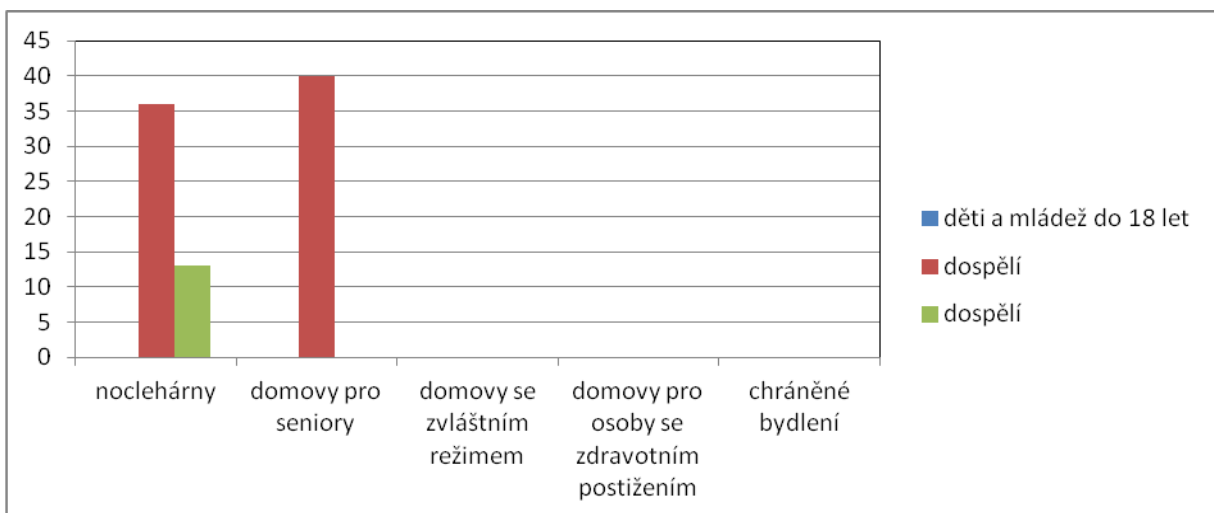 45
40
35
30
25
20
15
10
5
0
noclehárny
domovy pro
seniory
domovy se
zvláštním
režimem
domovy pro
osoby se
zdravotním
postižením
chráněné
bydlení
děti a mládež do 18 let
dospělí
dospělí